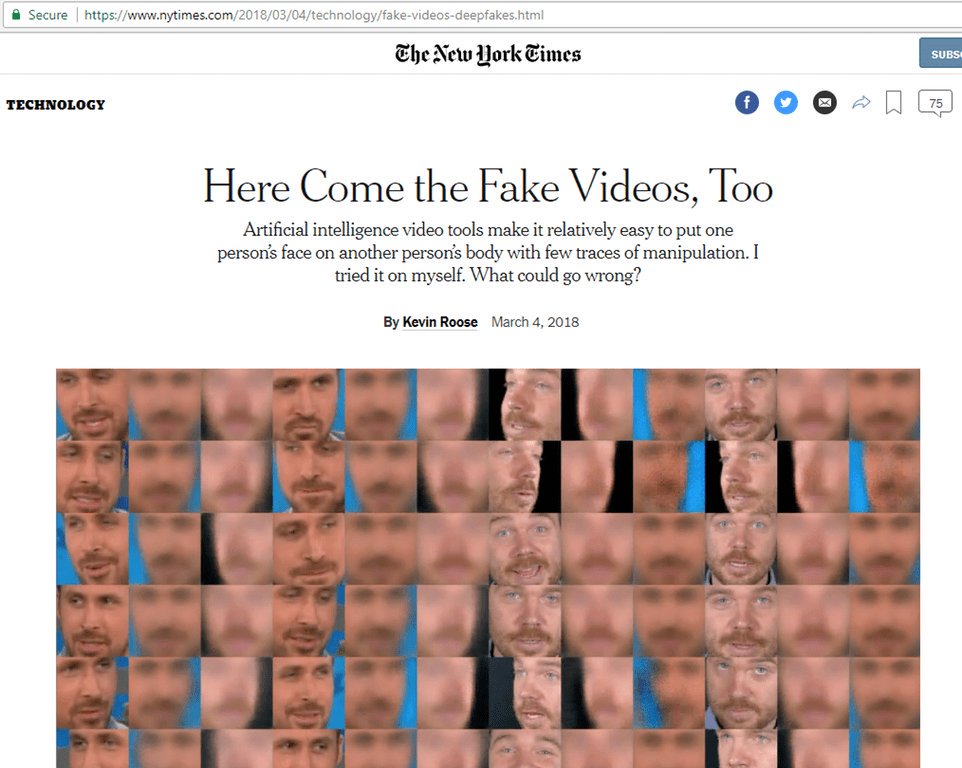 Secure | https://www.nytimes.com/2018/03/04/technology/fake-videos-deepfakes.html
The New York Times
SUBS
TECHNOLOGY
75
Here Come the Fake Videos, Too
Artificial intelligence video tools make it relatively easy to put one
person's face on another person's body with few traces of manipulation. I
tried it on myself. What could go wrong?
By Kevin Roose March 4, 2018